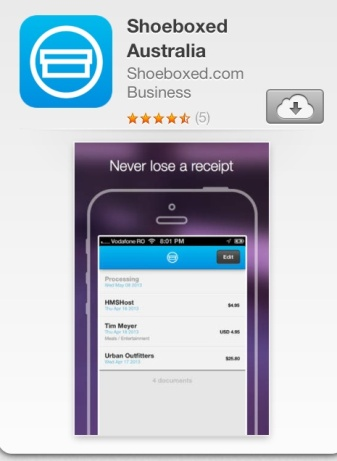 Shoeboxed
Australia
Shoeboxed.com
Business
(5)
Never lose a receipt
Vodafone RO 8:01 PM
Edit
Processing
Wed May 08 2013
HMSHost $4.95
Thu Apr 18 2013
Tim Meyer USD 4.95
Thu Apr 18 2013
Meals / Entertainment
Urban Outfitters $25.80
Wed Apr 17 2013
4 documents